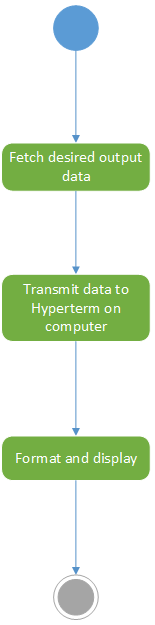 Fetch desired output
data
Transmit data to
Hyperterm on
computer
Format and display